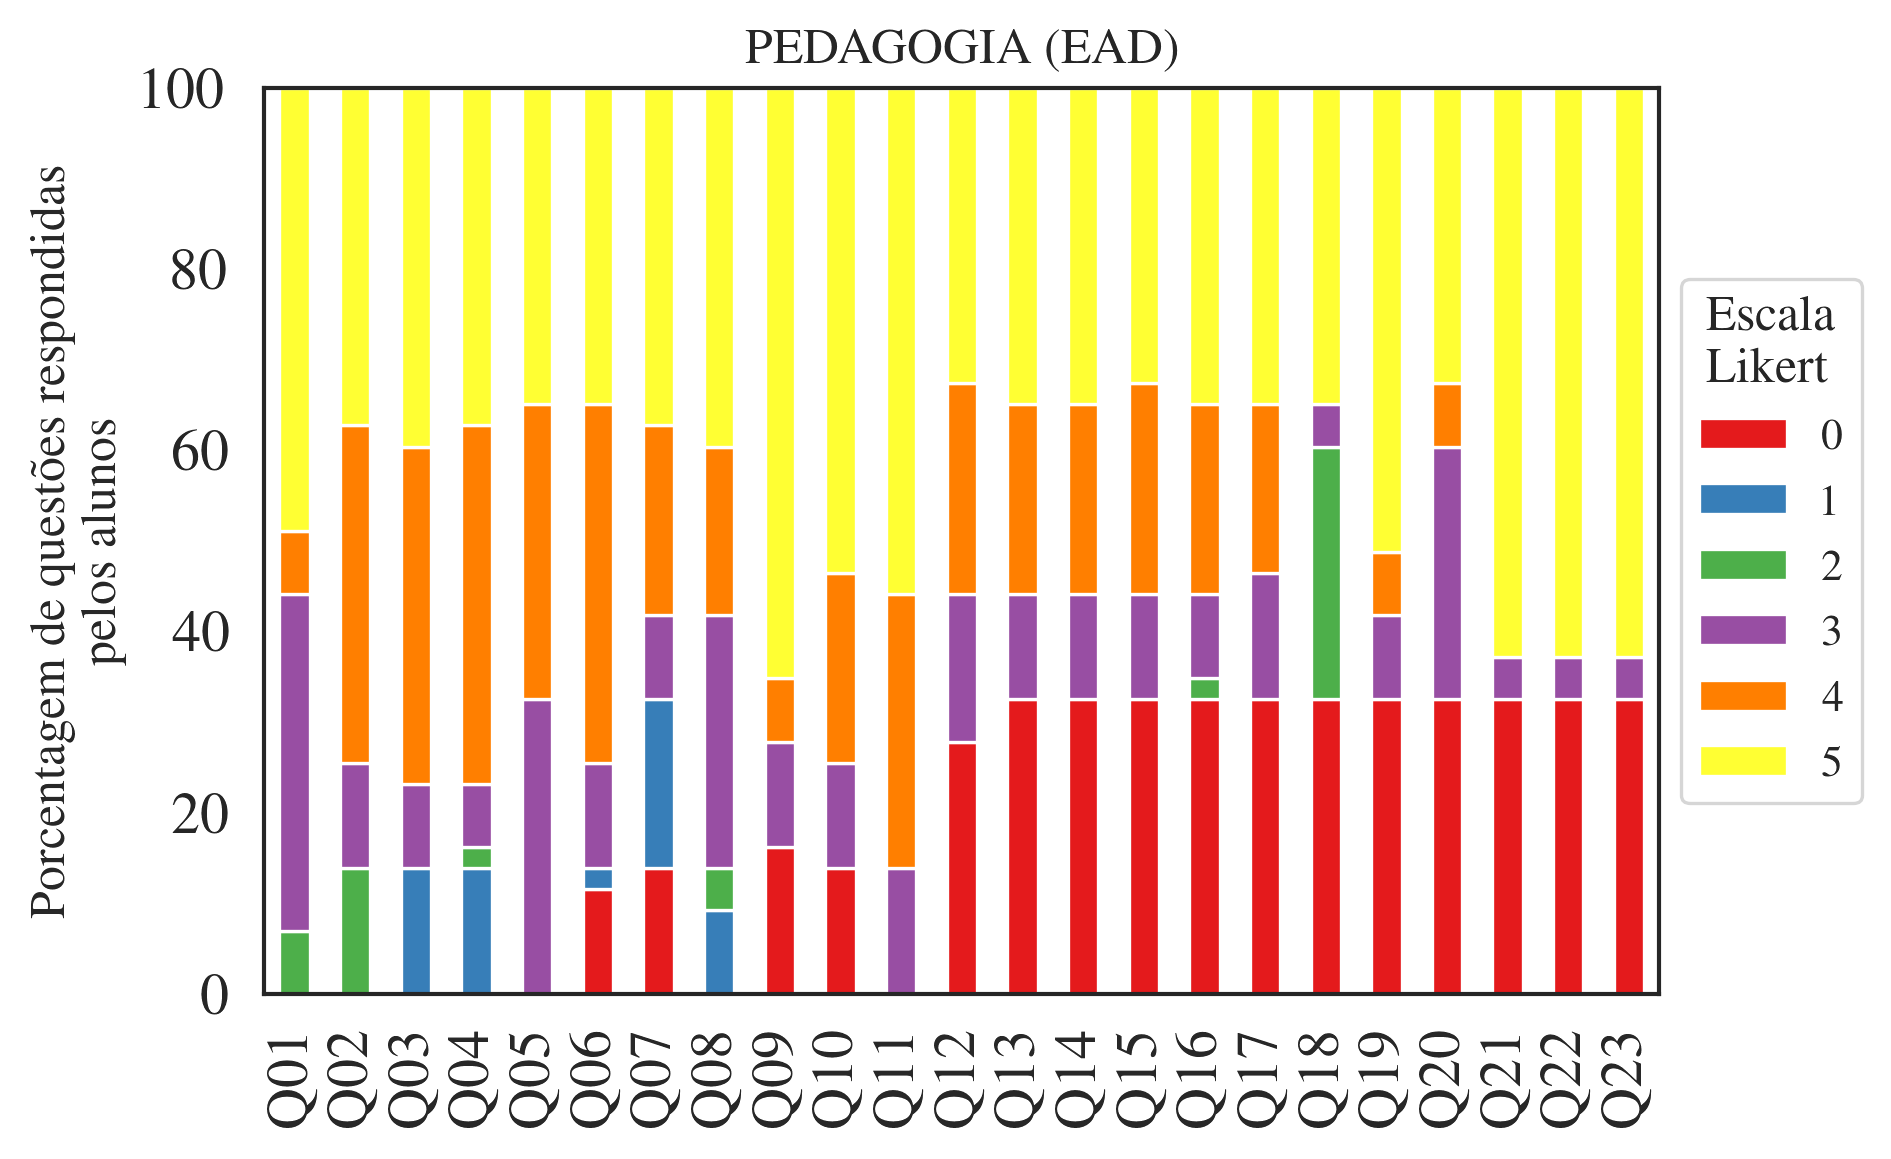 PEDAGOGIA (EAD)
Porcentagem de questões respondidas
pelos alunos
100
80
60
40
20
0
Q01
Q02
Q03
Q04
Q05
Q06
Q07
Q08
Q09
Q10
Q11
Q12
Q13
Q14
Q15
Q16
Q17
Q18
Q19
Q20
Q21
Q22
Q23
Escala
Likert
0
1
2
3
4
5